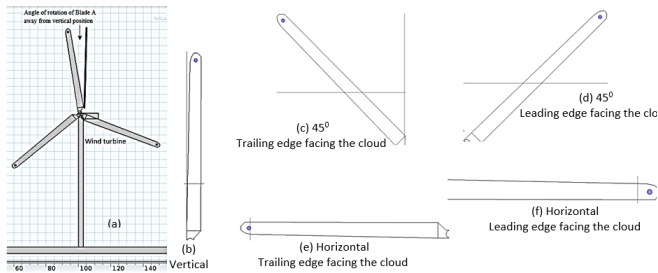 Angle of rotation of Blade A
away from vertical position
Wind turbine
(a)
60 80 100 120 140
(b)
Vertical
(c) 45⁰
Trailing edge facing the cloud
(d) 45⁰
Leading edge facing the clo
(e) Horizontal
Trailing edge facing the cloud
(f) Horizontal
Leading edge facing the cloud